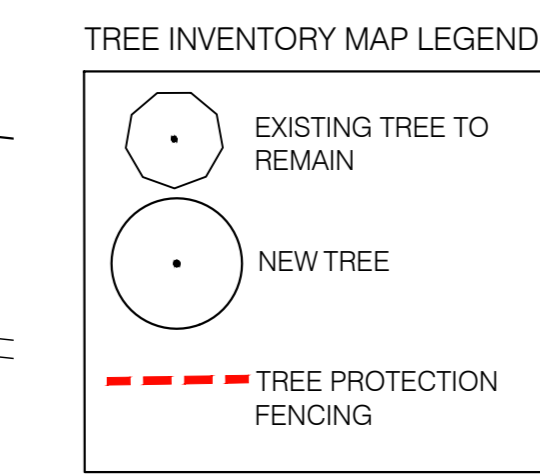 TREE INVENTORY MAP LEGEND
EXISTING TREE TO
REMAIN
NEW TREE
TREE PROTECTION
FENCING